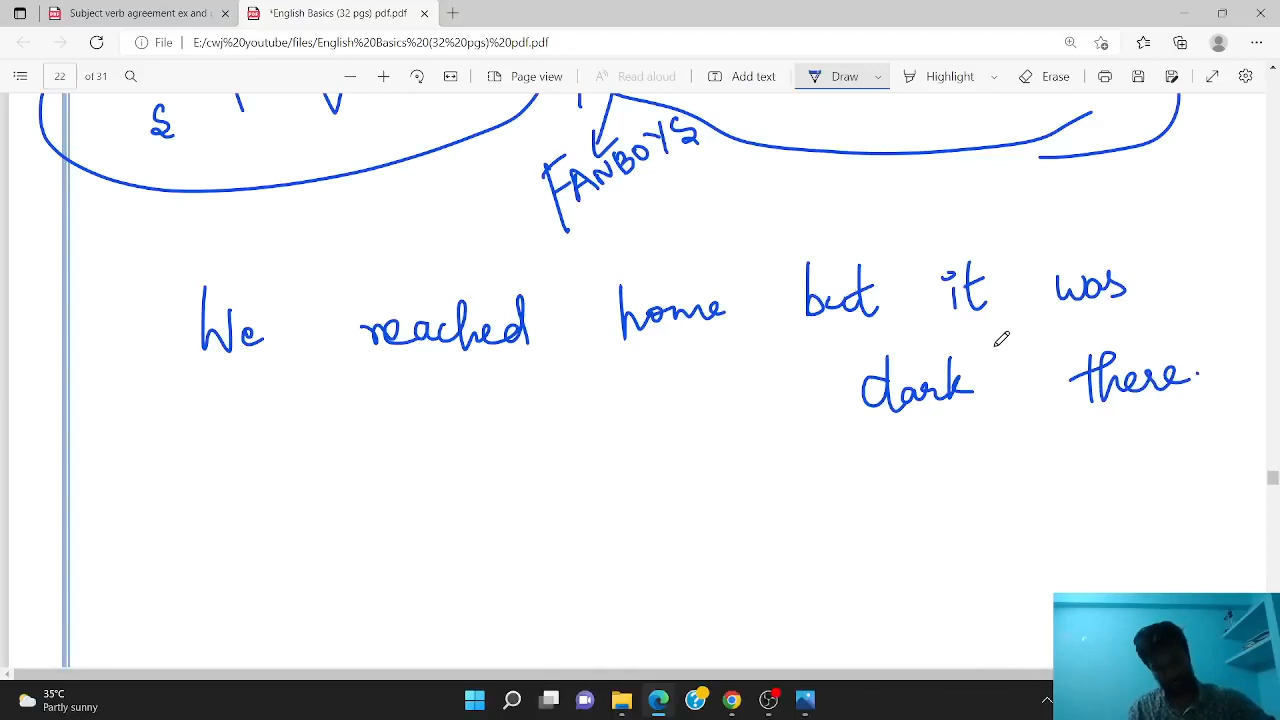 Subject verb agreement ex and
*English Basics (32 pgs) pdf.pdf
File
E:/cwj%20youtube/files/English%20Basics%20(32%20pgs)%20pdf.pdf
22 of 31
Page view
Read aloud
Add text
Draw
Highlight
Erase
S V
FANBOYS
We reached home but it was
dark there.
35°C
Partly sunny